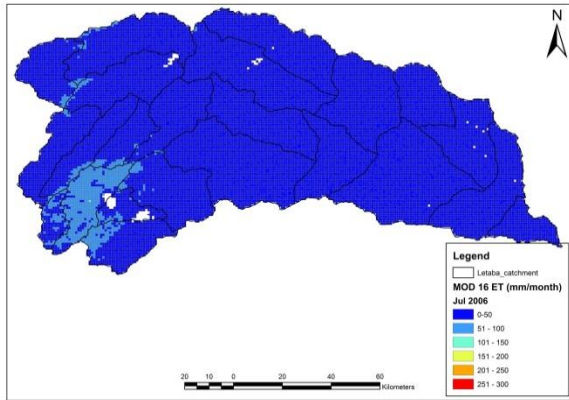 N
Legend
Letaba_catchment
MOD 16 ET (mm/month)
Jul 2006
0-50
51 - 100
101 - 150
151 - 200
201 - 250
251 - 300
20 10 0 20 40 60
Kilometers